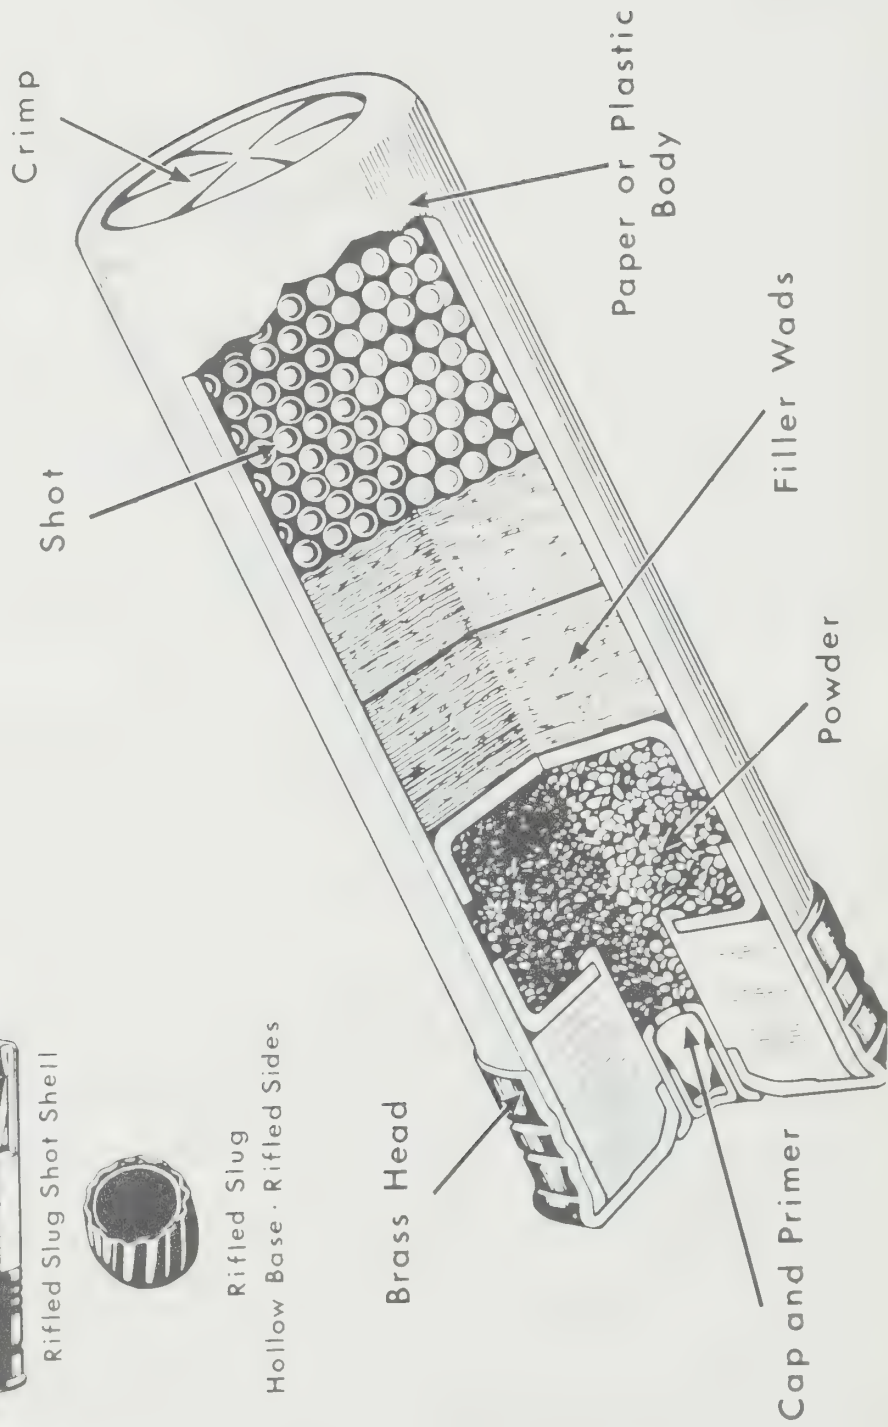 Rifled Slug Shot Shell
Rifled Slug
Hollow Base · Rifled Sides
Crimp
Shot
Brass Head
Paper or Plastic
Body
Filler Wads
Powder
Cap and Primer